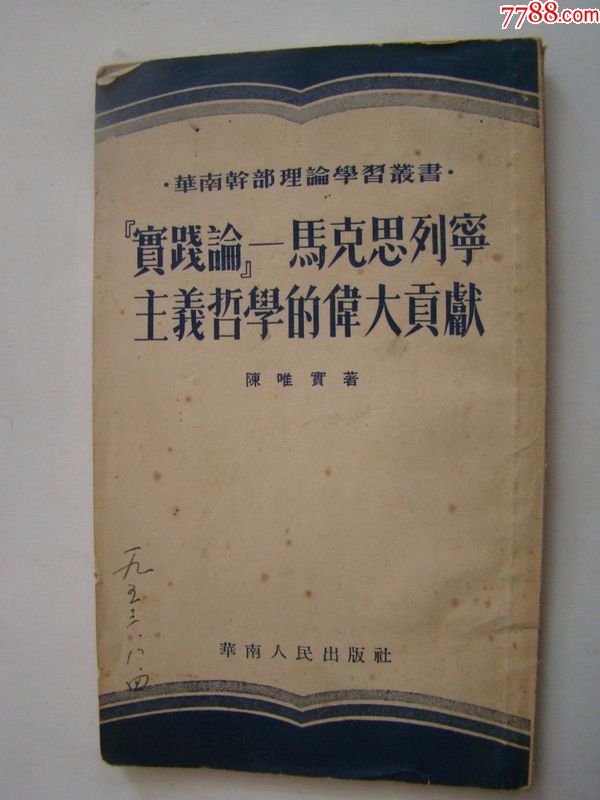 7788.com
·華南幹部理論學習叢書·
『實踐論』—馬克思列寧
主義哲學的偉大貢獻
陳唯實著
一九五三.八.四
華南人民出版社